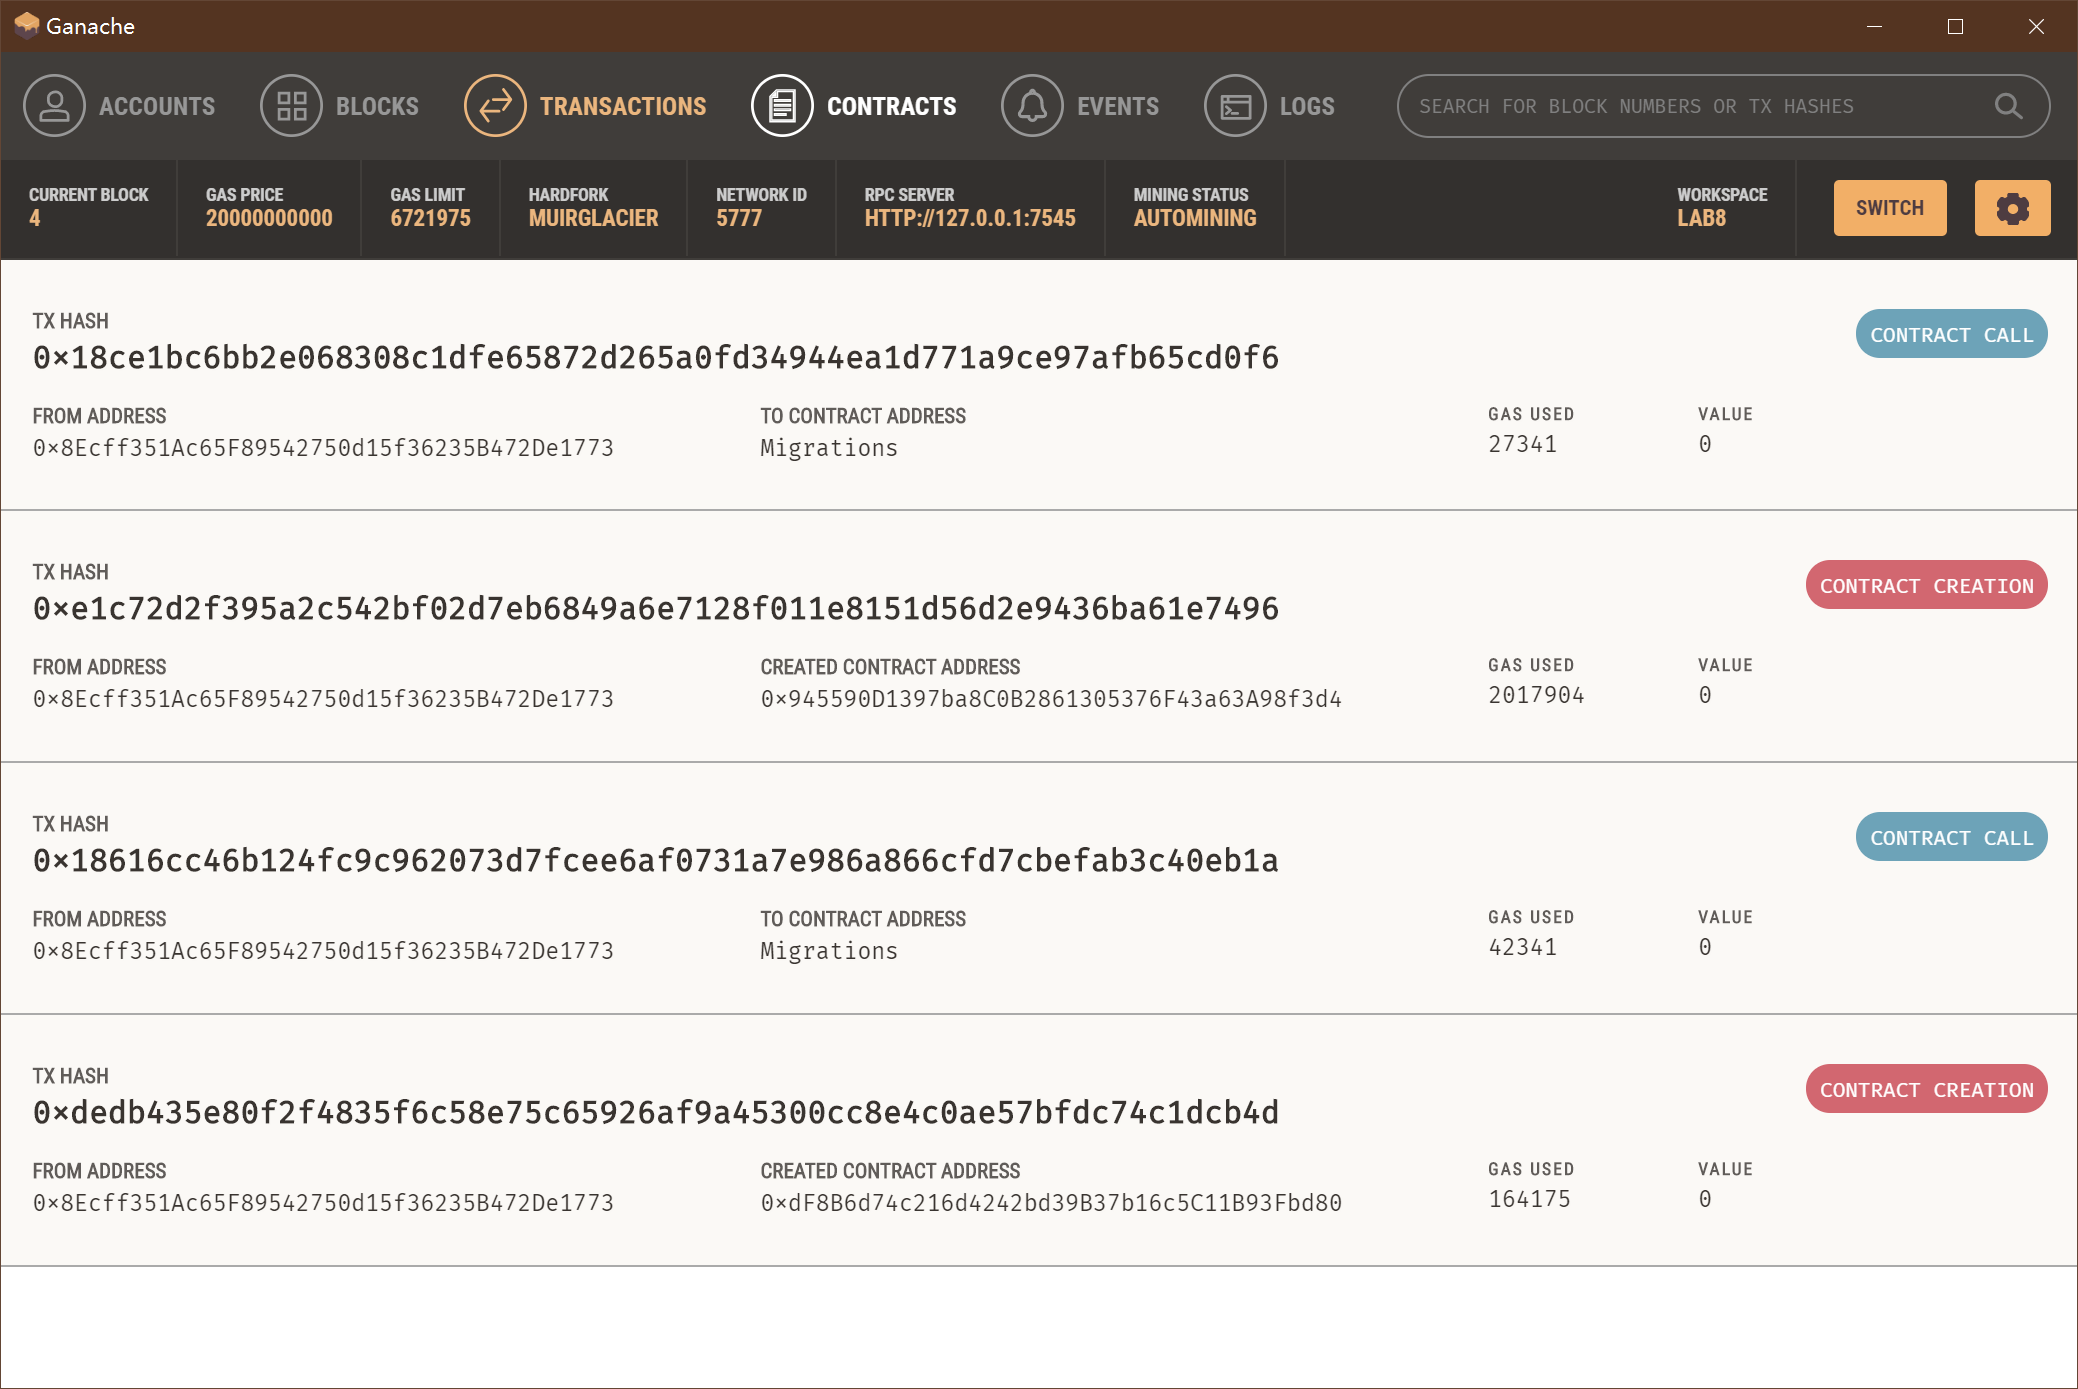 Ganache
ACCOUNTS BLOCKS TRANSACTIONS CONTRACTS EVENTS LOGS SEARCH FOR BLOCK NUMBERS OR TX HASHES
CURRENT BLOCK GAS PRICE GAS LIMIT HARDFORK NETWORK ID RPC SERVER MINING STATUS WORKSPACE
4 20000000000 6721975 MUIRGLACIER 5777 HTTP://127.0.0.1:7545 AUTOMINING LAB8 SWITCH
TX HASH
0×18ce1bc6bb2e068308c1dfe65872d265a0fd34944ea1d771a9ce97afb65cd0f6 CONTRACT CALL
FROM ADDRESS TO CONTRACT ADDRESS GAS USED VALUE
0×8Ecff351Ac65F89542750d15f36235B472De1773 Migrations 27341 0
TX HASH
0×e1c72d2f395a2c542bf02d7eb6849a6e7128f011e8151d56d2e9436ba61e7496 CONTRACT CREATION
FROM ADDRESS CREATED CONTRACT ADDRESS GAS USED VALUE
0×8Ecff351Ac65F89542750d15f36235B472De1773 0×945590D1397ba8C0B2861305376F43a63A98f3d4 2017904 0
TX HASH
0×18616cc46b124fc9c962073d7fcee6af0731a7e986a866cfd7cbefab3c40eb1a CONTRACT CALL
FROM ADDRESS TO CONTRACT ADDRESS GAS USED VALUE
0×8Ecff351Ac65F89542750d15f36235B472De1773 Migrations 42341 0
TX HASH
0×dedb435e80f2f4835f6c58e75c65926af9a45300cc8e4c0ae57bfdc74c1dcb4d CONTRACT CREATION
FROM ADDRESS CREATED CONTRACT ADDRESS GAS USED VALUE
0×8Ecff351Ac65F89542750d15f36235B472De1773 0×dF8B6d74c216d4242bd39B37b16c5C11B93Fbd80 164175 0